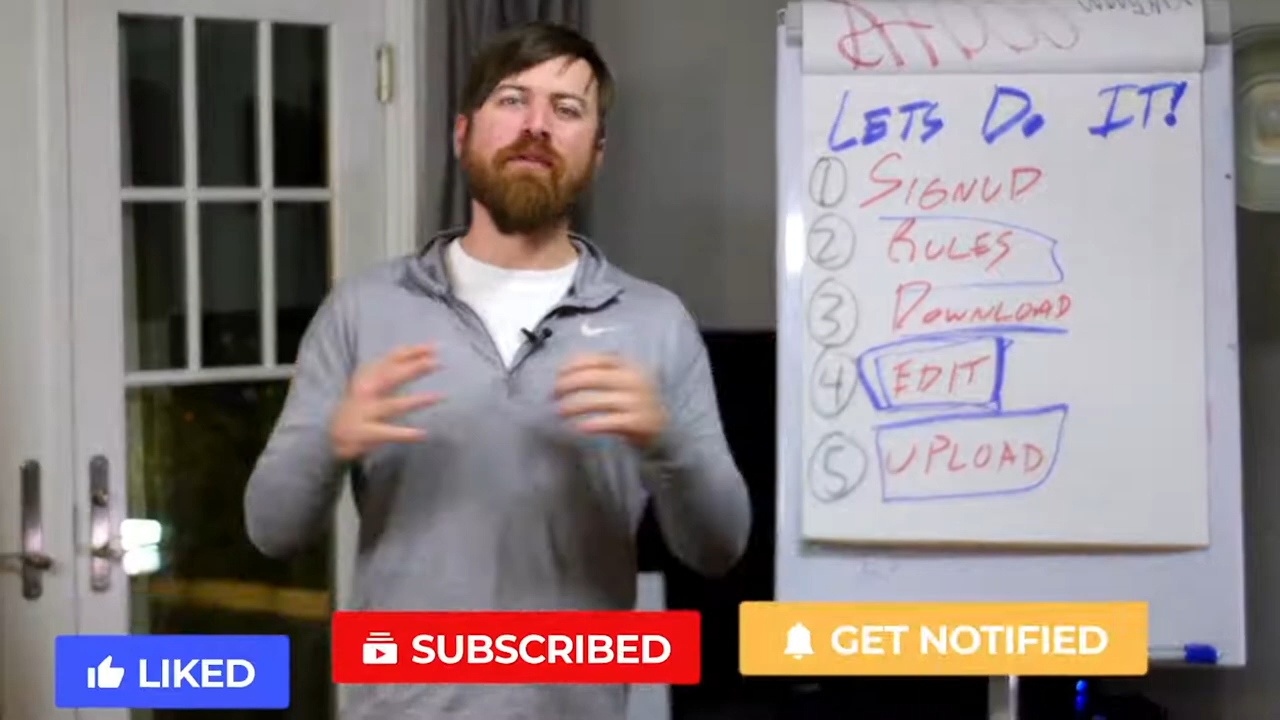 LETS DO IT!
1 SIGNUP
2 RULES
3 DOWNLOAD
4 EDIT
5 UPLOAD
LIKED
SUBSCRIBED
GET NOTIFIED